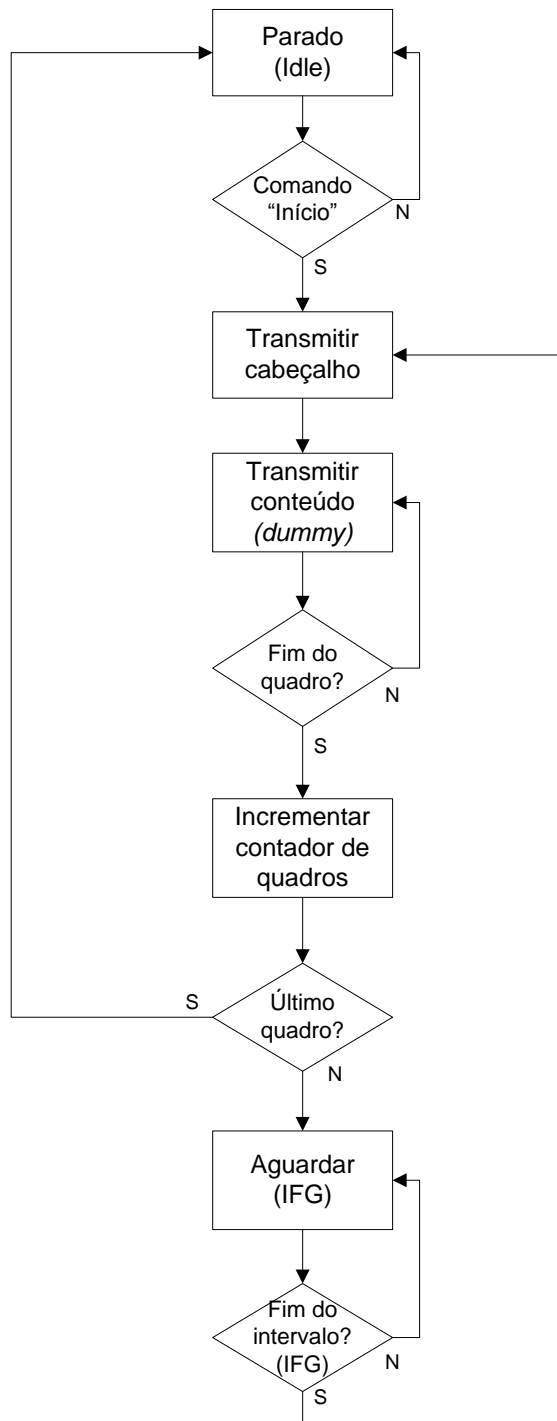 Parado
(Idle)
Comando
“Início”
N
S
Transmitir
cabeçalho
Transmitir
conteúdo
(dummy)
Fim do
quadro?
N
S
Incrementar
contador de
quadros
S
Último
quadro?
N
Aguardar
(IFG)
Fim do
intervalo?
(IFG)
N
S